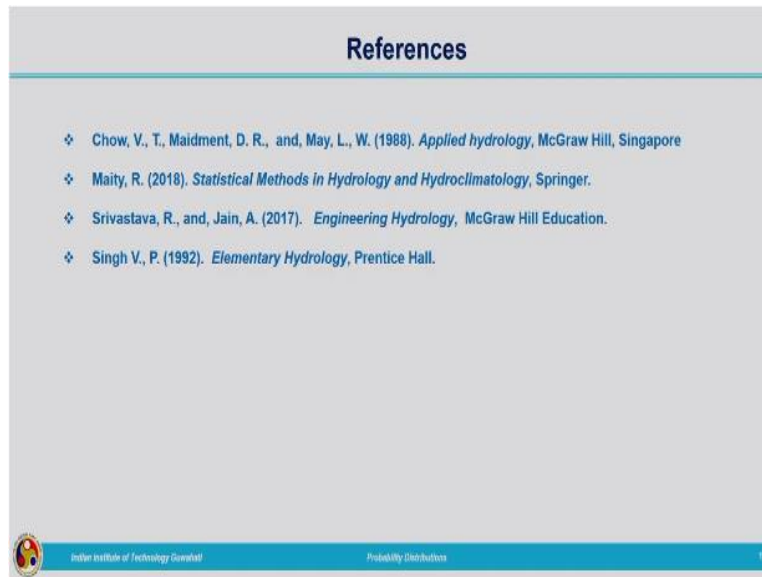 References
❖ Chow, V., T., Maidment, D. R., and, May, L., W. (1988). Applied hydrology, McGraw Hill, Singapore
❖ Maity, R. (2018). Statistical Methods in Hydrology and Hydroclimatology, Springer.
❖ Srivastava, R., and, Jain, A. (2017). Engineering Hydrology, McGraw Hill Education.
❖ Singh V., P. (1992). Elementary Hydrology, Prentice Hall.
Indian Institute of Technology Guwahati Probability Distributions